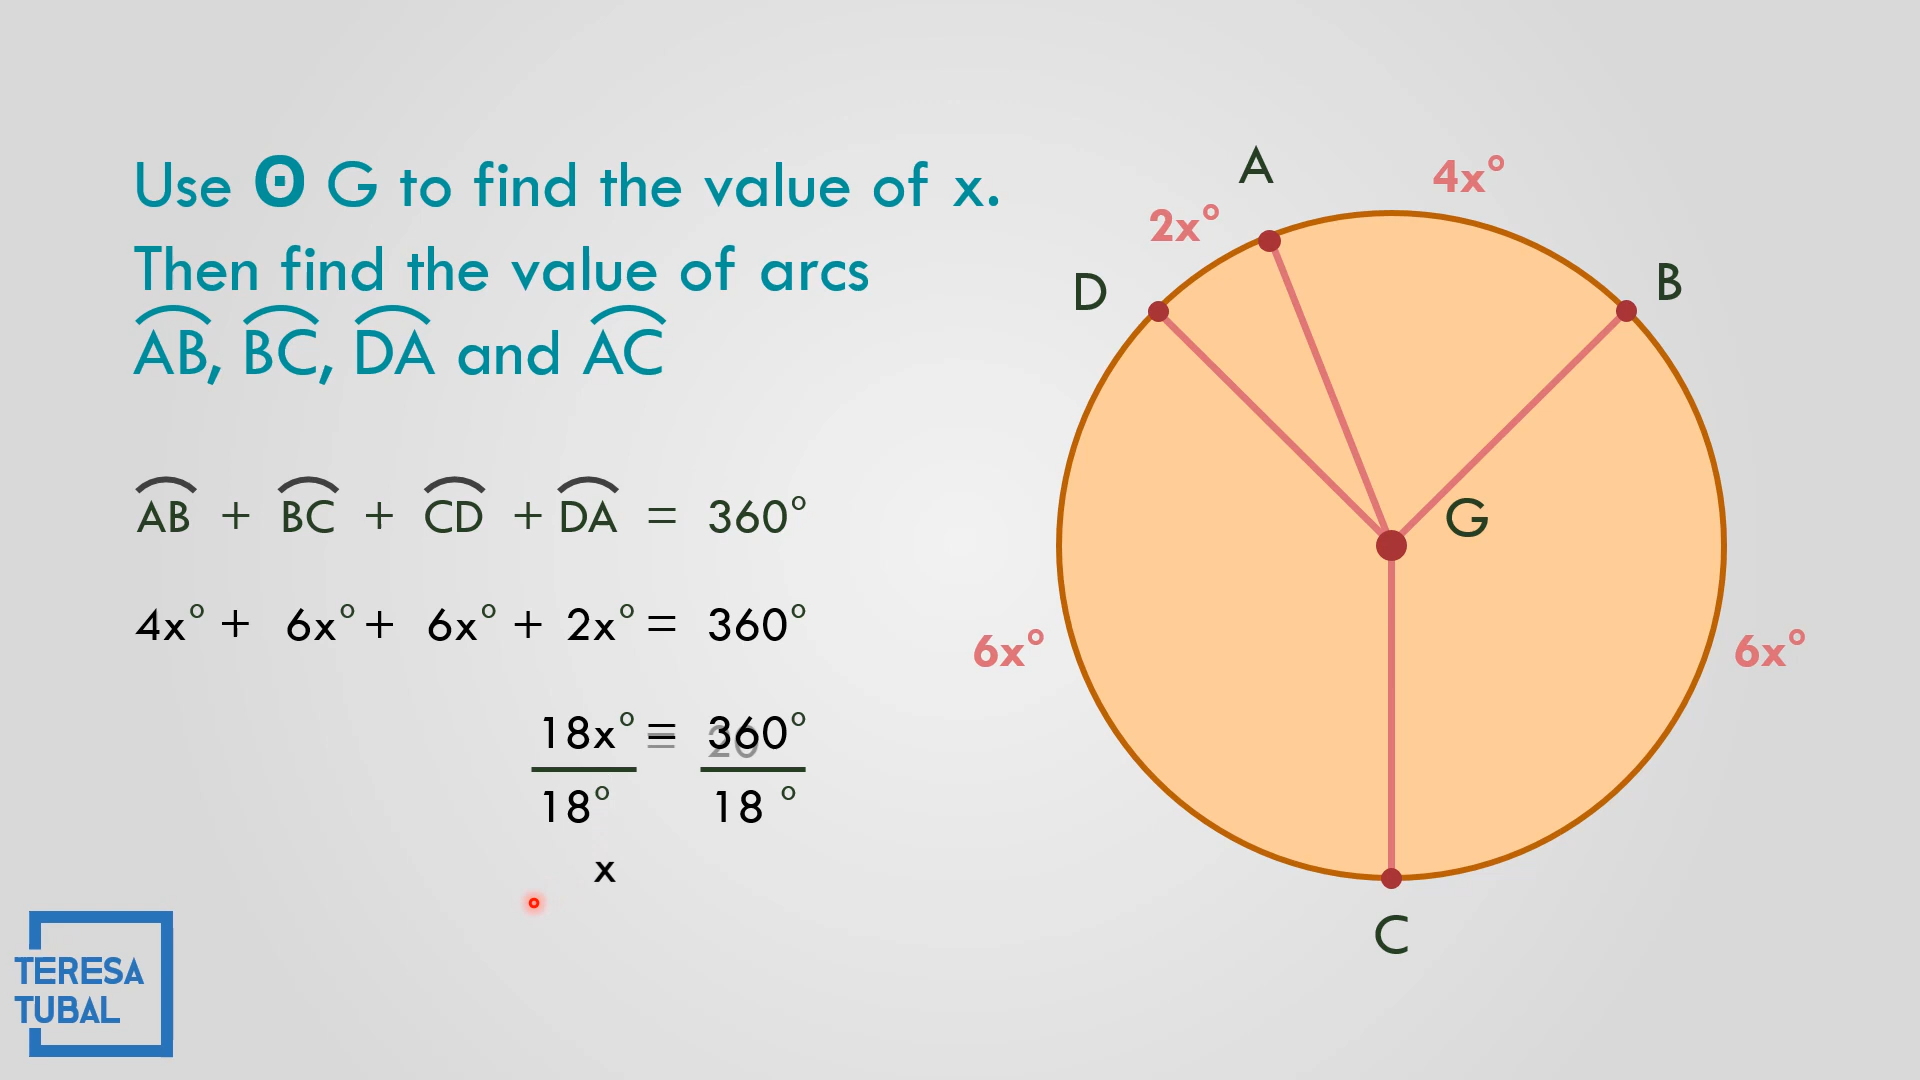 Use ʘ G to find the value of x.
Then find the value of arcs
AB, BC, DA and AC
AB + BC + CD + DA = 360°
4x° + 6x° + 6x° + 2x° = 360°
18x° = 360°
= 20
18° 18 °
x
A
4x°
2x°
D
B
G
6x°
6x°
C
TERESA
TUBAL